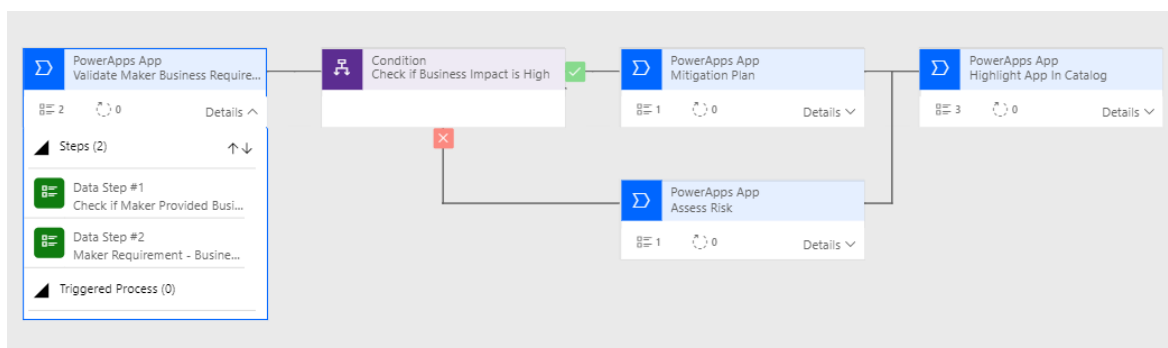 PowerApps App
Validate Maker Business Require...
2
0
Details
Steps (2)
Data Step #1
Check if Maker Provided Busi...
Data Step #2
Maker Requirement - Busine...
Triggered Process (0)
Condition
Check if Business Impact is High
PowerApps App
Mitigation Plan
1
0
Details
PowerApps App
Assess Risk
1
0
Details
PowerApps App
Highlight App In Catalog
3
0
Details